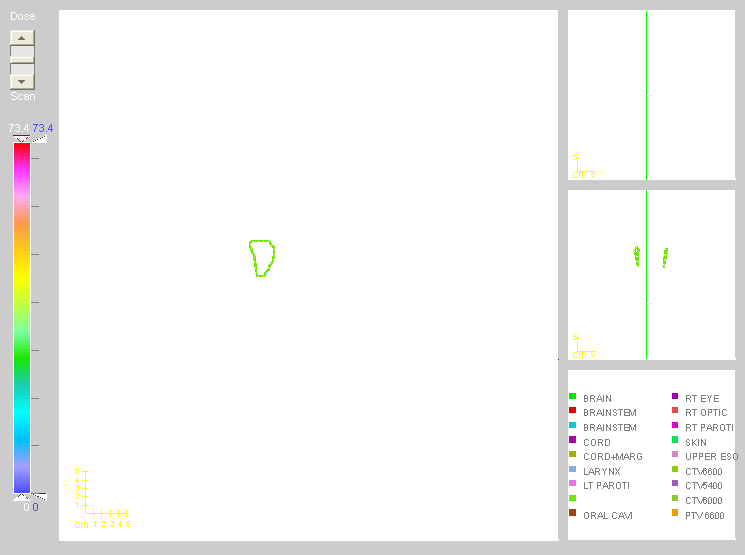 Dose
Scan
73.4 73.4
0 0
5
4
3
2
1
cm 1 2 3 4 5
5
cm 5
5
cm 5
BRAIN
BRAINSTEM
BRAINSTEM
CORD
CORD+MARG
LARYNX
LT PAROTI
ORAL CAVI
RT EYE
RT OPTIC
RT PAROTI
SKIN
UPPER ESO
CTV6600
CTV5400
CTV6000
PTV6600